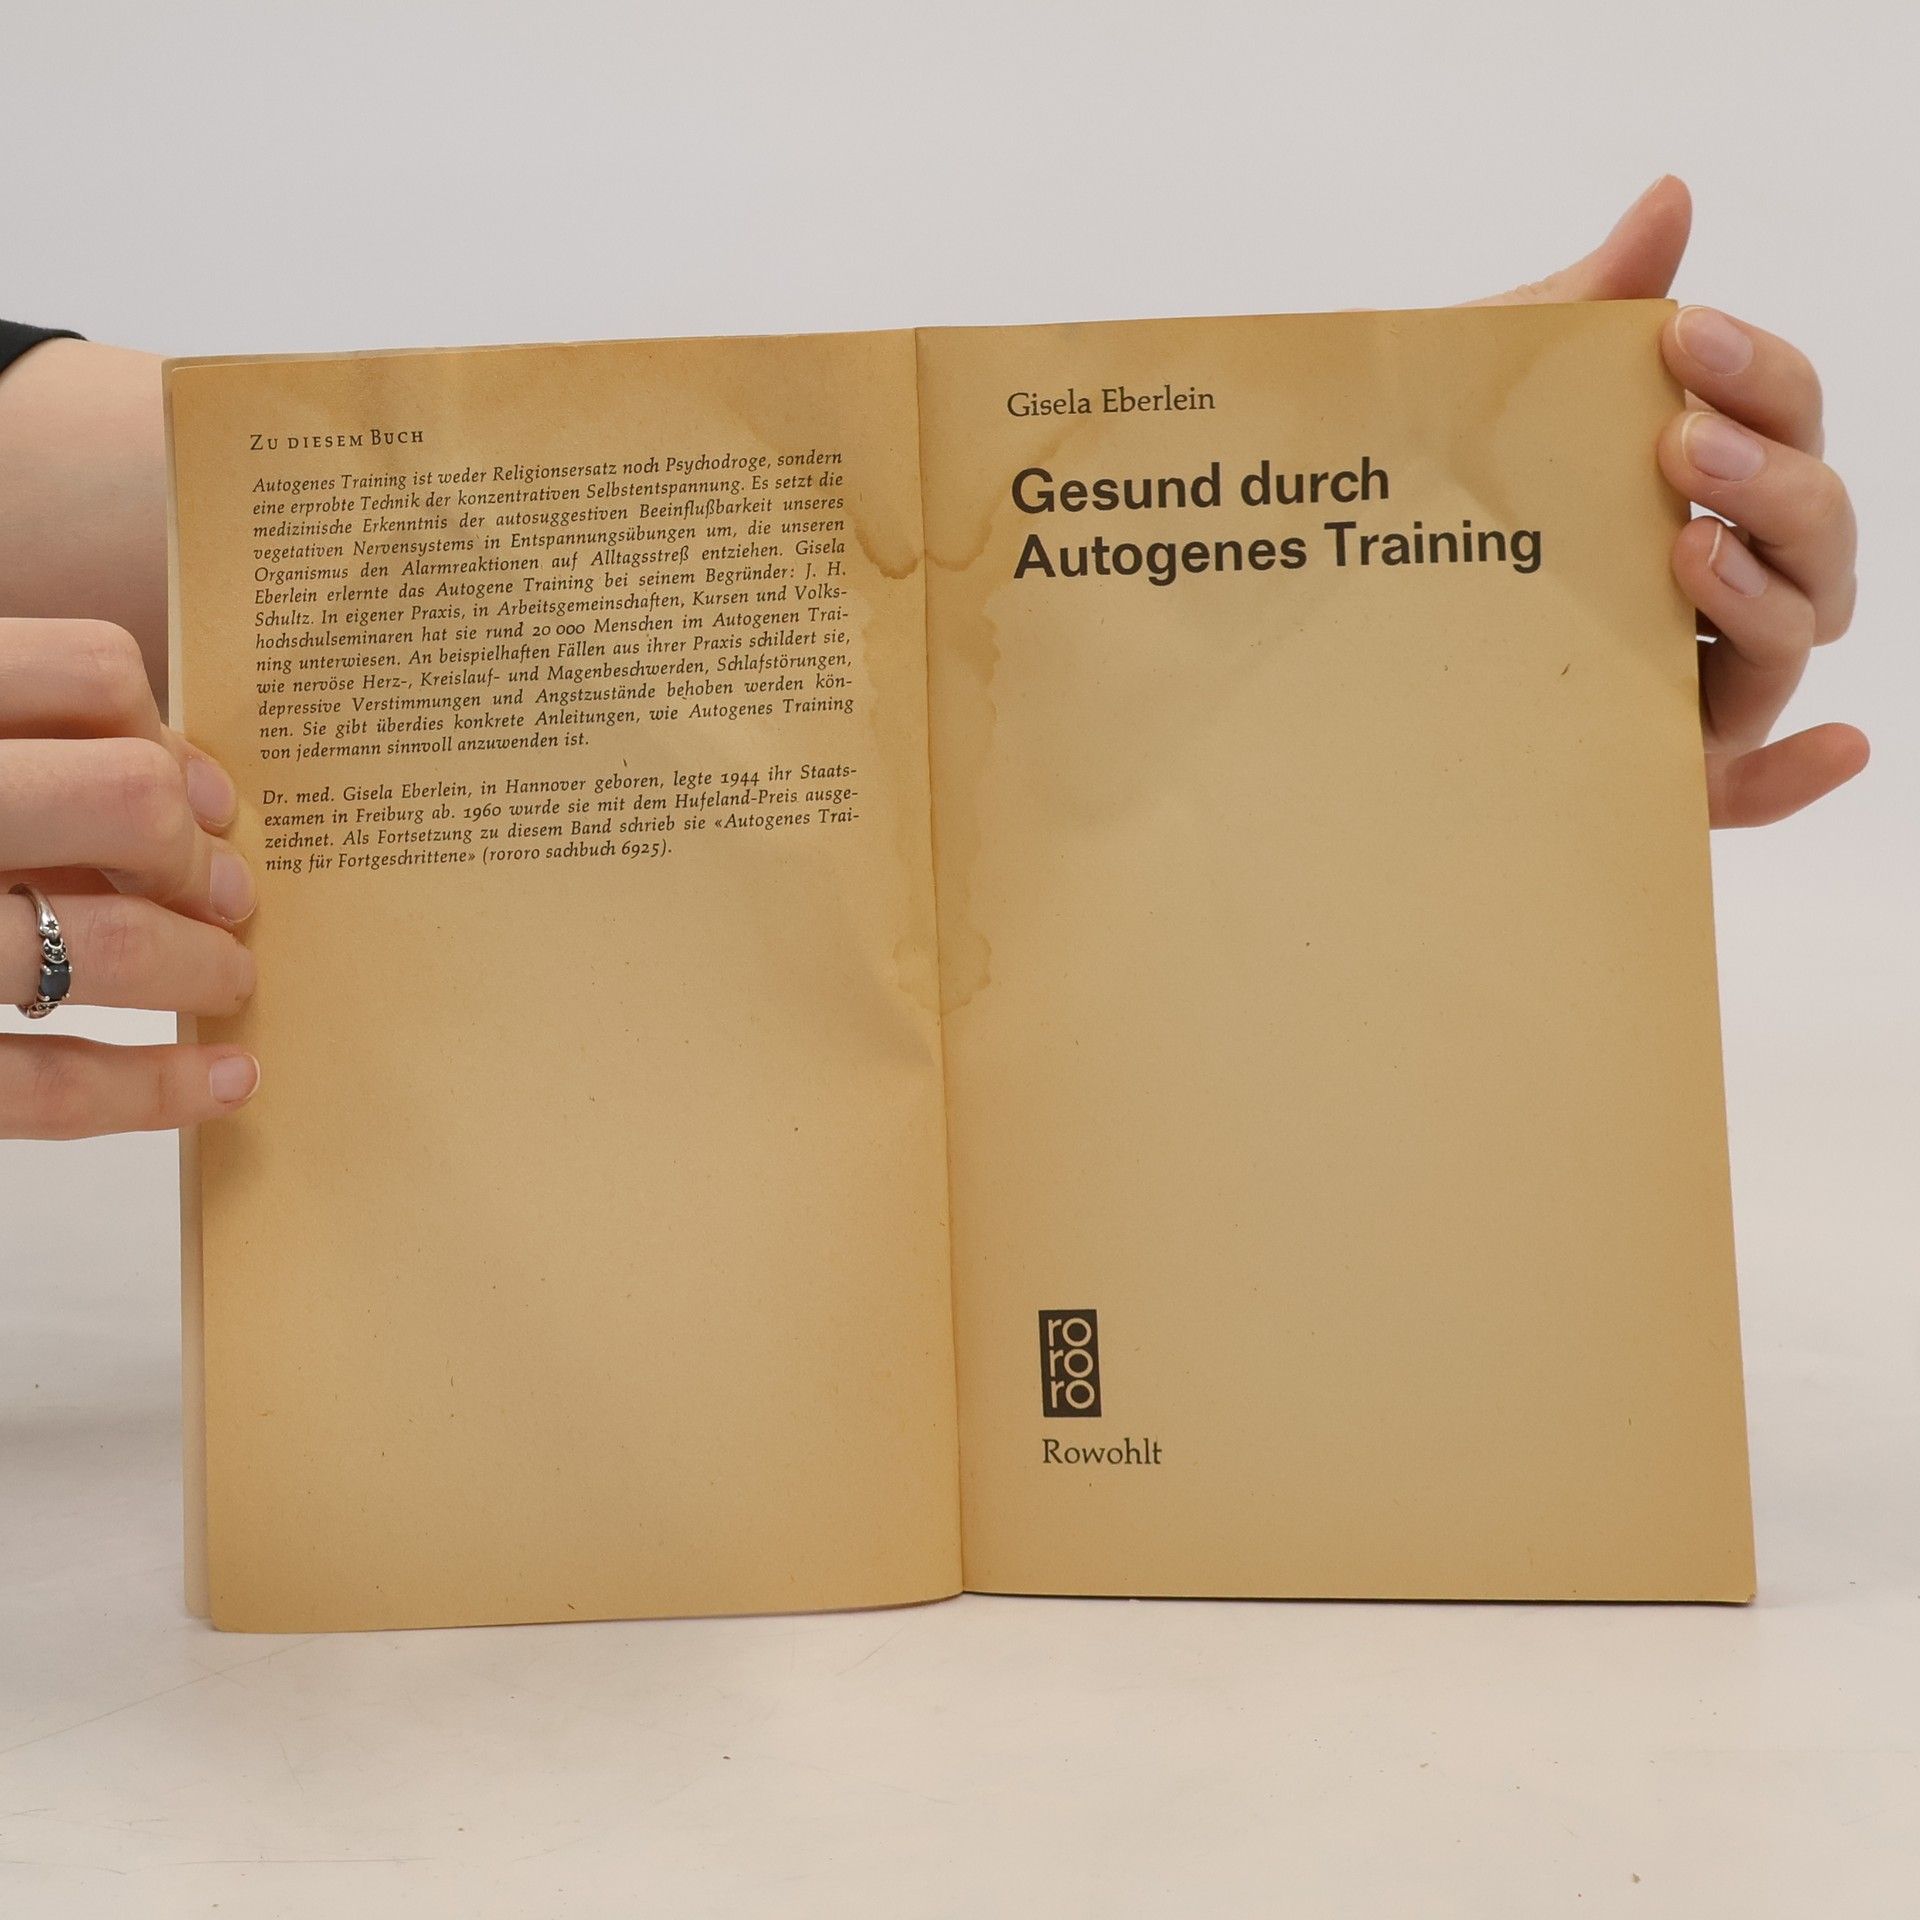 ZU DIESEM BUCH
Autogenes Training ist weder Religionsersatz noch Psychodroge, sondern
eine erprobte Technik der konzentrativen Selbstentspannung. Es setzt die
medizinische Erkenntnis der autosuggestiven Beeinflußbarkeit unseres
vegetativen Nervensystems in Entspannungsübungen um, die unseren
Organismus den Alarmreaktionen auf Alltagsstreß entziehen. Gisela
Eberlein erlernte das Autogene Training bei seinem Begründer: J. H.
Schultz. In eigener Praxis, in Arbeitsgemeinschaften, Kursen und Volks-
hochschulseminaren hat sie rund 20 000 Menschen im Autogenen Trai-
ning unterwiesen. An beispielhaften Fällen aus ihrer Praxis schildert sie,
wie nervöse Herz-, Kreislauf- und Magenbeschwerden, Schlafstörungen,
depressive Verstimmungen und Angstzustände behoben werden kön-
nen. Sie gibt überdies konkrete Anleitungen, wie Autogenes Training
von jedermann sinnvoll anzuwenden ist.
Dr. med. Gisela Eberlein, in Hannover geboren, legte 1944 ihr Staats-
examen in Freiburg ab. 1960 wurde sie mit dem Hufeland-Preis ausge-
zeichnet. Als Fortsetzung zu diesem Band schrieb sie «Autogenes Trai-
ning für Fortgeschrittene» (rororo sachbuch 6925).
Gisela Eberlein
Gesund durch
Autogenes Training
ro
ro
ro
Rowohlt